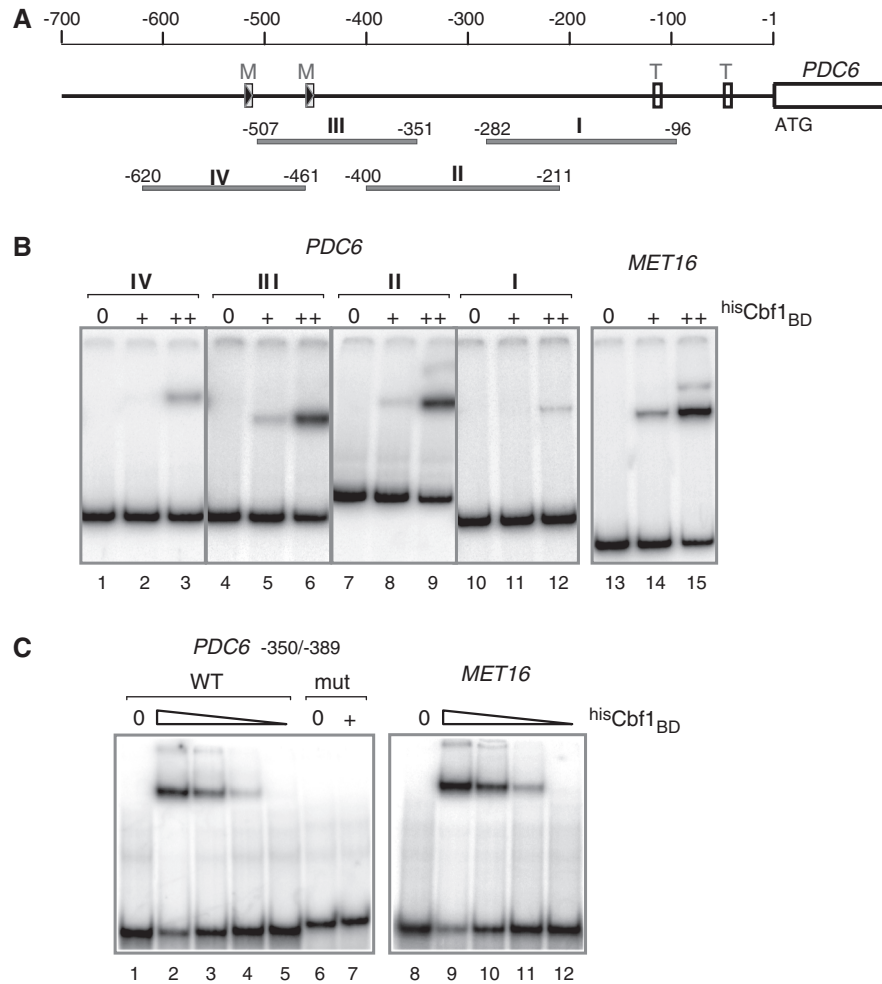 A
-700 -600 -500 -400 -300 -200 -100 -1
M M T T PDC6
-507 III -351 -282 I -96 ATG
-620 IV -461 -400 II -211
B
PDC6
MET16
IV III II I
0 + ++ 0 + ++ 0 + ++ 0 + ++ 0 + ++ hisCbf1BD
1 2 3 4 5 6 7 8 9 10 11 12 13 14 15
C
PDC6 -350/-389
MET16
WT mut
0 0 + 0 hisCbf1BD
1 2 3 4 5 6 7 8 9 10 11 12